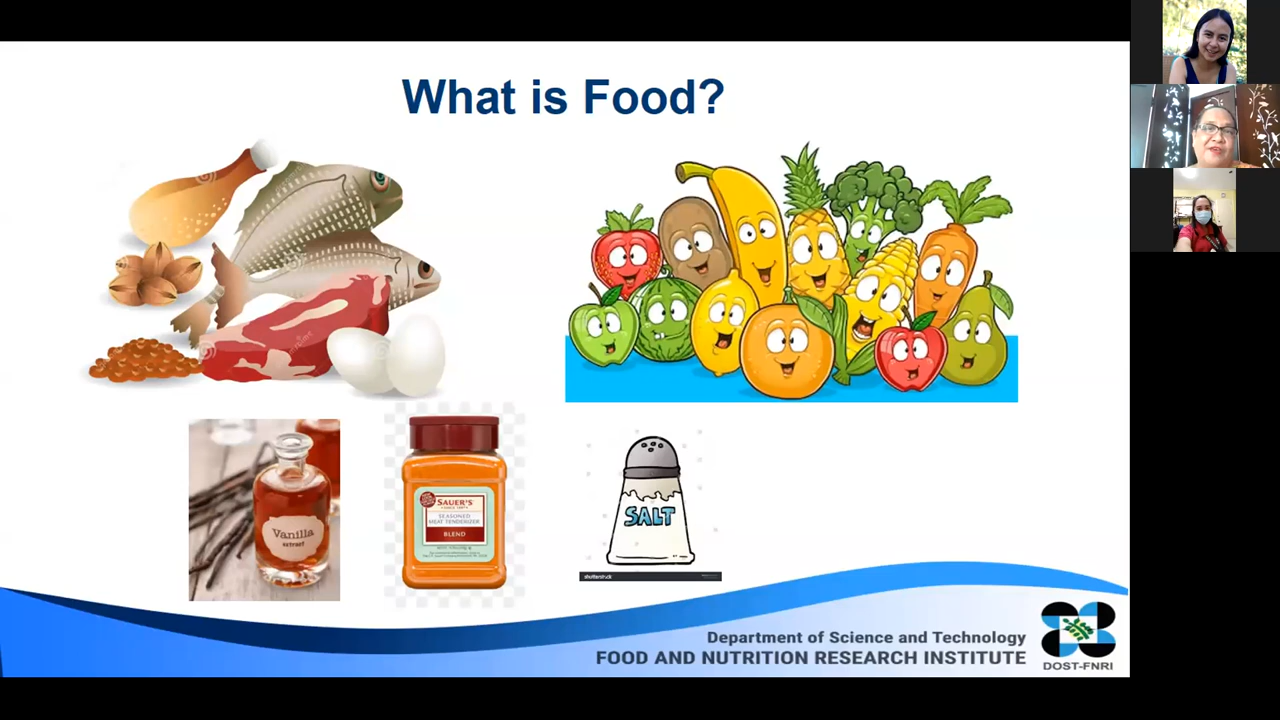 What is Food?
Vanilla
extract
SAUER'S
SEASONED
MEAT TENDERIZER
BLEND
SALT
shutterstock
Department of Science and Technology
FOOD AND NUTRITION RESEARCH INSTITUTE
DOST-FNRI